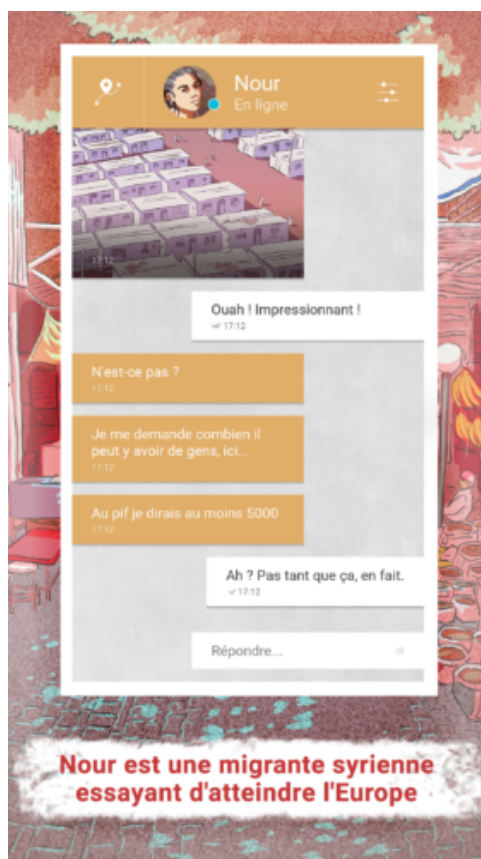 Nour
En ligne
17:12
Ouah ! Impressionnant !
17:12
N'est-ce pas ?
17:12
Je me demande combien il
peut y avoir de gens, ici...
17:12
Au pif je dirais au moins 5000
17:12
Ah ? Pas tant que ça, en fait.
17:12
Répondre...
Nour est une migrante syrienne
essayant d'atteindre l'Europe